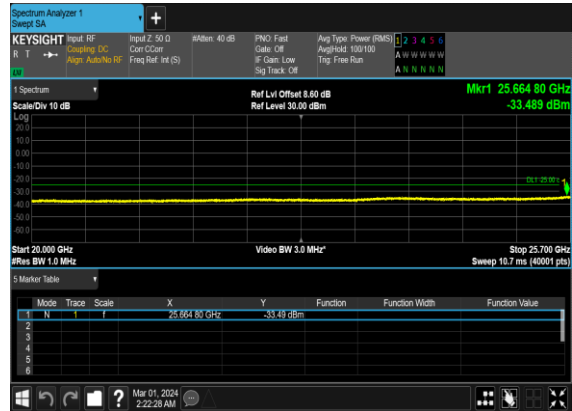 Spectrum Analyzer 1
Swept SA
+
KEYSIGHT Input: RF Input Z: 50 Ω #Atten: 40 dB PNO: Fast Avg Type: Power (RMS) 1 2 3 4 5 6
R T Coupling: DC Corr CCorr Gate: Off Avg|Hold: 100/100 A W W W W W
Align: Auto/No RF Freq Ref: Int (S) IF Gain: Low Trig: Free Run
Sig Track: Off A N N N N N
1 Spectrum Ref Lvl Offset 8.60 dB Mkr1 25.664 80 GHz
Scale/Div 10 dB Ref Level 30.00 dBm -33.489 dBm
Log
20.0
10.0
0.00
-10.0
-20.0
-30.0
-40.0
-50.0
-60.0
1
Start 20.000 GHz Video BW 3.0 MHz* Stop 25.700 GHz
#Res BW 1.0 MHz Sweep 10.7 ms (40001 pts)
5 Marker Table
Mode Trace Scale X Y Function Function Width Function Value
1 N 1 f 25.664 80 GHz -33.49 dBm
2
3
4
5
6
? Mar 01, 2024
2:22:28 AM